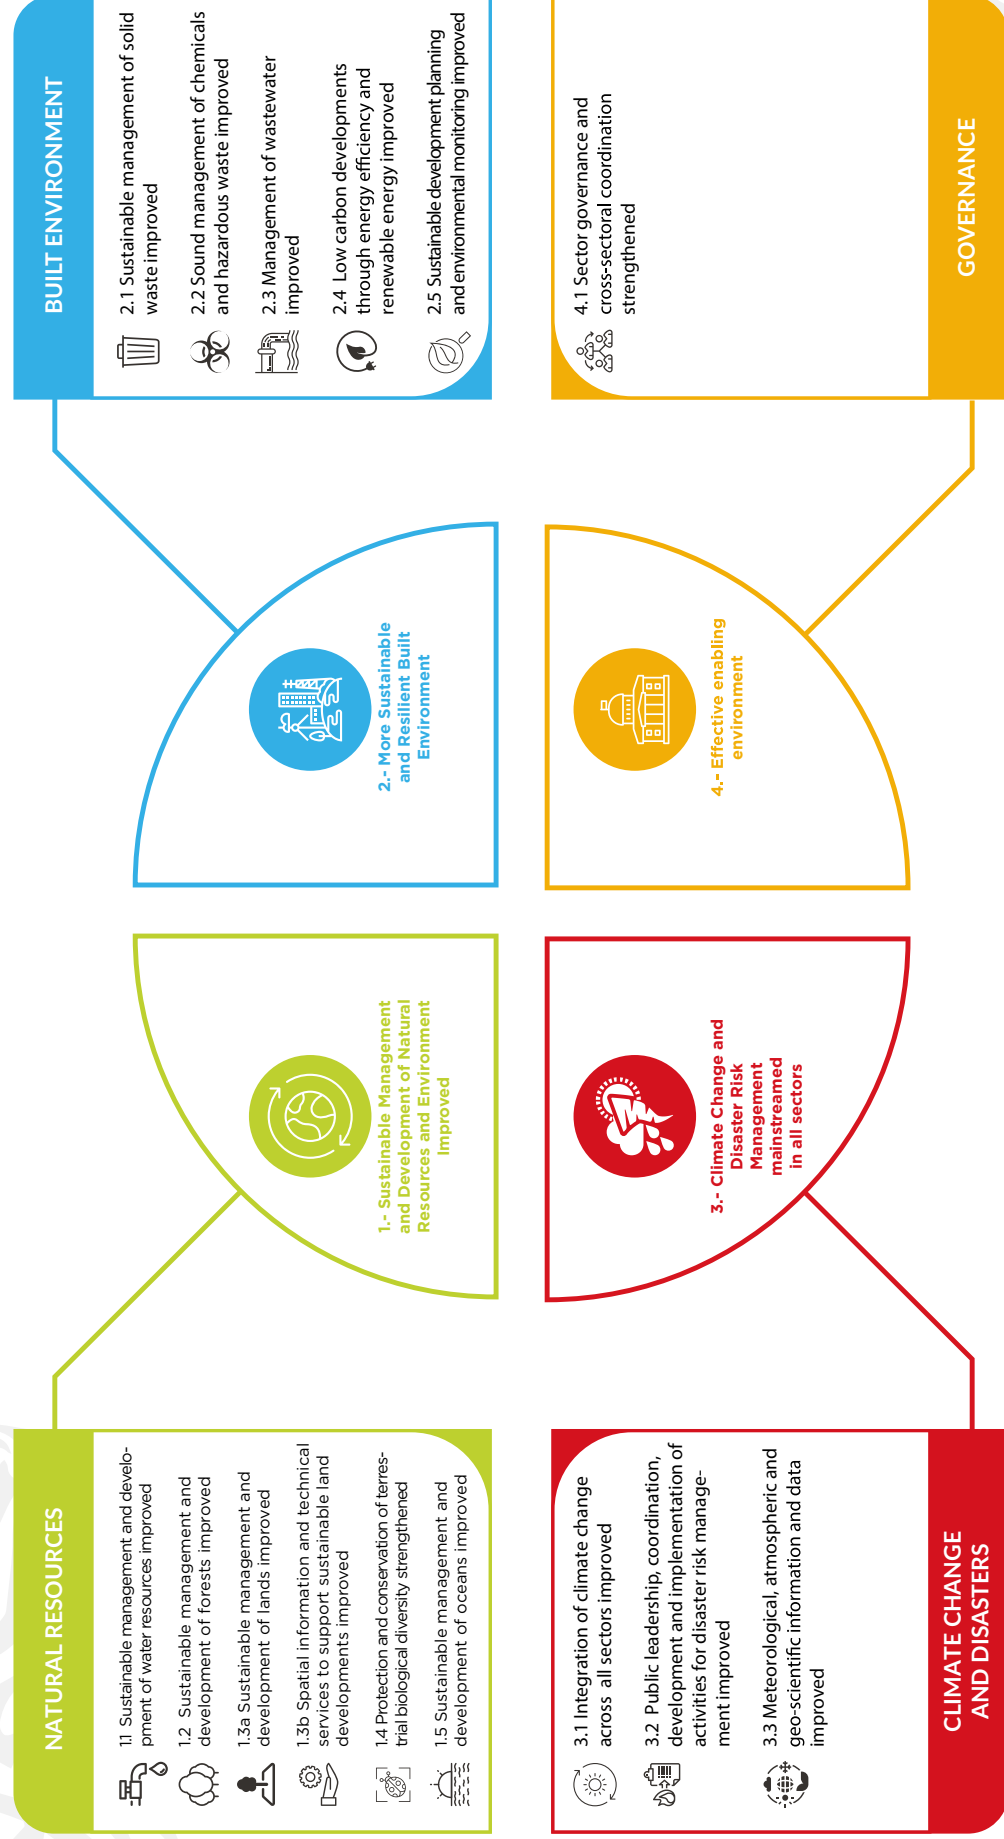 NATURAL RESOURCES
1.1 Sustainable management and develo-
pment of water resources improved
1.2 Sustainable management and
development of forests improved
1.3a Sustainable management and
development of lands improved
1.3b Spatial information and technical
services to support sustainable land
developments improved
1.4 Protection and conservation of terres-
trial biological diversity strengthened
1.5 Sustainable management and
development of oceans improved
1.- Sustainable Management
and Development of Natural
Resources and Environment
Improved
2.- More Sustainable
and Resilient Built
Environment
BUILT ENVIRONMENT
2.1 Sustainable management of solid
waste improved
2.2 Sound management of chemicals
and hazardous waste improved
2.3 Management of wastewater
improved
2.4 Low carbon developments
through energy efficiency and
renewable energy improved
2.5 Sustainable development planning
and environmental monitoring improved
3.1 Integration of climate change
across all sectors improved
3.2 Public leadership, coordination,
development and implementation of
activities for disaster risk manage-
ment improved
3.3 Meteorological, atmospheric and
geo-scientific information and data
improved
CLIMATE CHANGE
AND DISASTERS
3.- Climate Change and
Disaster Risk
Management
mainstreamed
in all sectors
4.- Effective enabling
environment
4.1 Sector governance and
cross-sectoral coordination
strengthened
GOVERNANCE